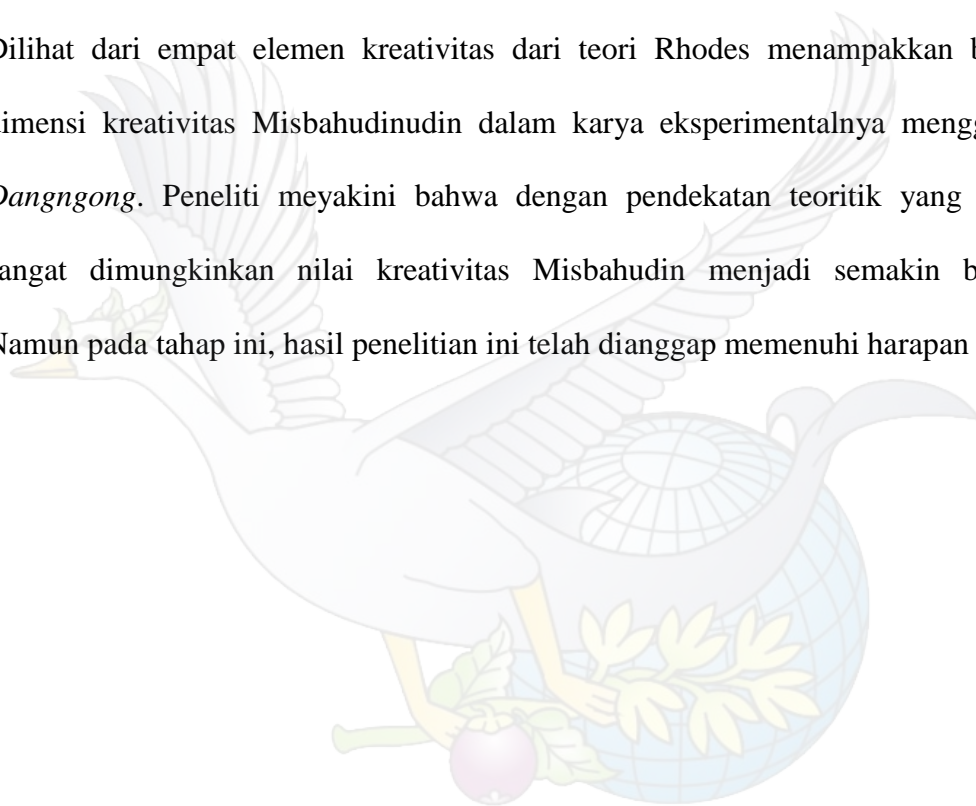 Dilihat dari empat elemen kreativitas dari teori Rhodes menampakkan
dimensi kreativitas Misbahudinudin dalam karya eksperimentalnya
Dangngong. Peneliti meyakini bahwa dengan pendekatan teoritik yang
sangat dimungkinkan nilai kreativitas Misbahudin menjadi semakin
Namun pada tahap ini, hasil penelitian ini telah dianggap memenuhi harapan